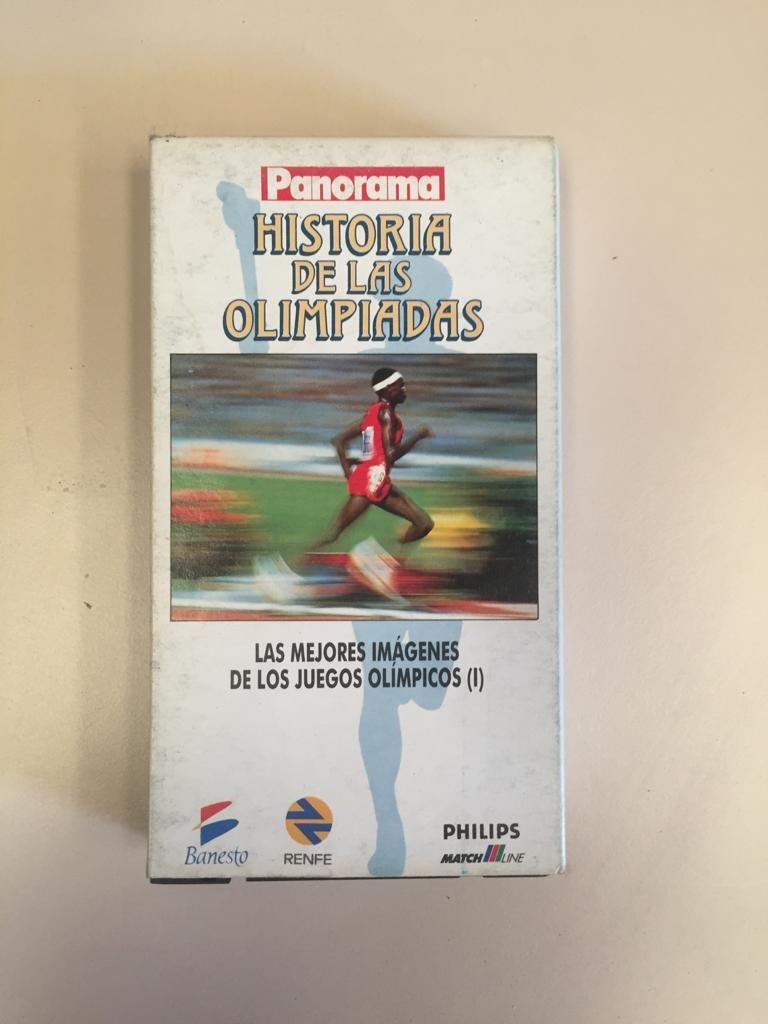 Panorama
HISTORIA
DE LAS
OLIMPIADAS
LAS MEJORES IMÁGENES
DE LOS JUEGOS OLÍMPICOS (I)
Banesto
RENFE
PHILIPS
MATCH LINE